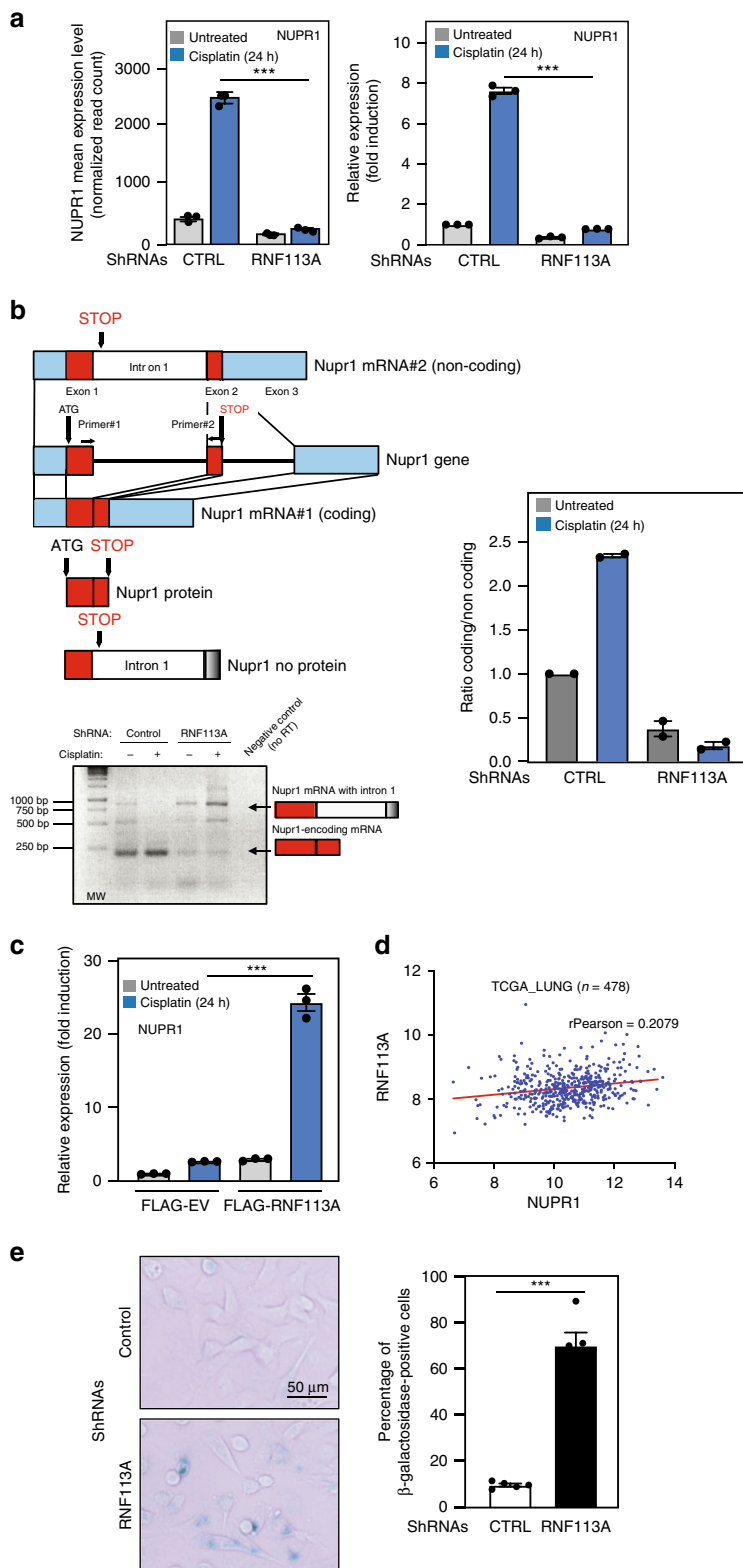 a
Untreated
Cisplatin (24 h)
NUPR1
***
NUPR1 mean expression level
(normalized read count)
3000
2000
1000
0
ShRNAs
CTRL
RNF113A
Untreated
Cisplatin (24 h)
NUPR1
***
Relative expression
(fold induction)
10
8
6
4
2
0
CTRL
RNF113A
b
STOP
Intr on 1
Nupr1 mRNA#2 (non-coding)
Exon 1
Exon 2
Exon 3
ATG
Primer#1
Primer#2
STOP
Nupr1 gene
Nupr1 mRNA#1 (coding)
ATG
STOP
Nupr1 protein
STOP
Intron 1
Nupr1 no protein
ShRNA:
Control
RNF113A
Negative control
(no RT)
Cisplatin:
– + – +
1000 bp
750 bp
500 bp
250 bp
MW
Nupr1 mRNA with intron 1
Nupr1-encoding mRNA
Untreated
Cisplatin (24 h)
Ratio coding/non coding
2.5
2.0
1.5
1.0
0.5
0.0
ShRNAs
CTRL
RNF113A
c
Relative expression (fold induction)
30
20
10
0
Untreated
Cisplatin (24 h)
NUPR1
***
FLAG-EV
FLAG-RNF113A
d
TCGA_LUNG (n = 478)
rPearson = 0.2079
RNF113A
12
10
8
6
6
8
10
12
14
NUPR1
e
ShRNAs
Control
RNF113A
50 μm
Percentage of
β-galactosidase-positive cells
100
80
60
40
20
0
***
ShRNAs
CTRL
RNF113A